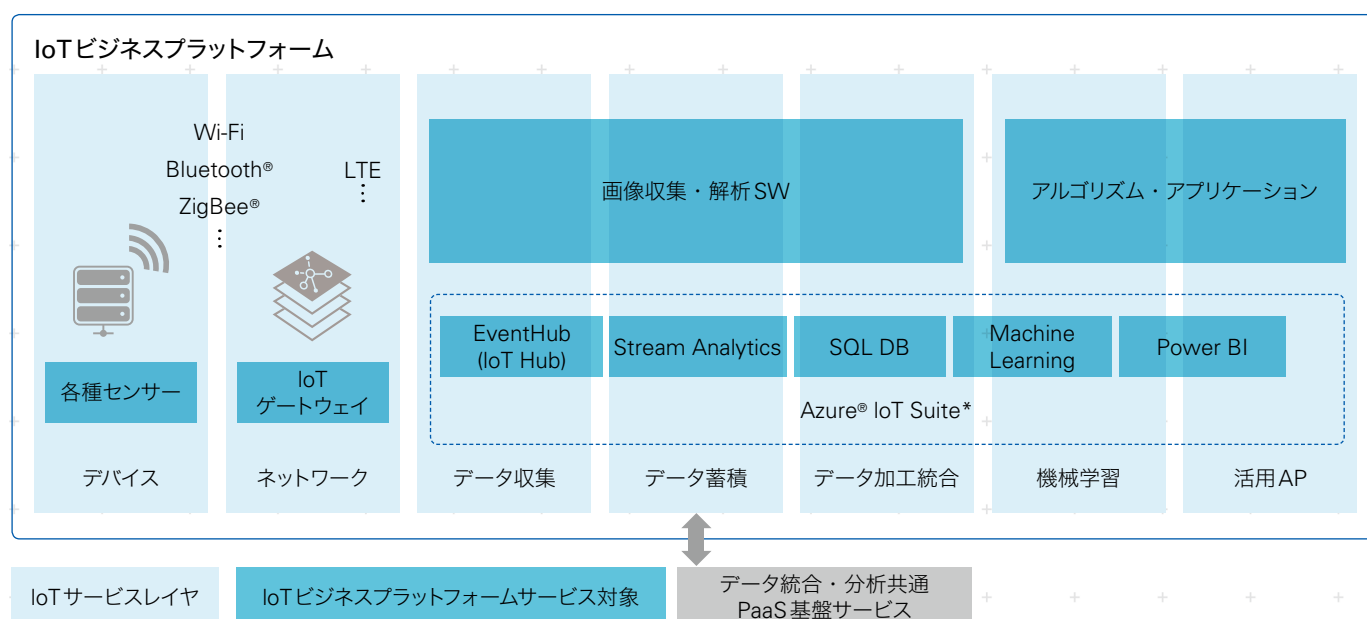 IoTビジネスプラットフォーム
Wi-Fi
Bluetooth®
ZigBee®
⋮
LTE
⋮
画像収集・解析SW
アルゴリズム・アプリケーション
各種センサー
IoT
ゲートウェイ
EventHub
(IoT Hub)
Stream Analytics
SQL DB
Machine
Learning
Power BI
Azure® IoT Suite*
デバイス
ネットワーク
データ収集
データ蓄積
データ加工統合
機械学習
活用AP
IoTサービスレイヤ
IoTビジネスプラットフォームサービス対象
データ統合・分析共通
PaaS基盤サービス